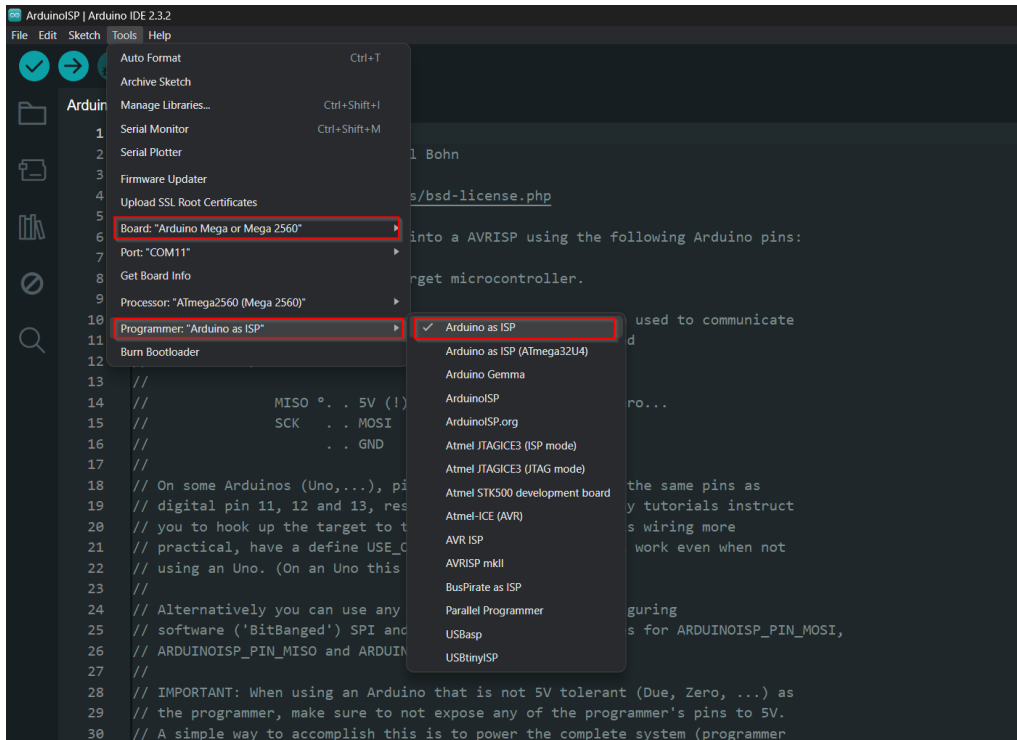 ArduinoISP | Arduino IDE 2.3.2
File Edit Sketch Tools Help
Auto Format Ctrl+T
Archive Sketch
Manage Libraries... Ctrl+Shift+I
Serial Monitor Ctrl+Shift+M
Serial Plotter
Firmware Updater
Upload SSL Root Certificates
Board: "Arduino Mega or Mega 2560"
Port: "COM11"
Get Board Info
Processor: "ATmega2560 (Mega 2560)"
Programmer: "Arduino as ISP"
Burn Bootloader
Arduino as ISP
Arduino as ISP (ATmega32U4)
Arduino Gemma
ArduinoISP
ArduinoISP.org
Atmel JTAGICE3 (ISP mode)
Atmel JTAGICE3 (JTAG mode)
Atmel STK500 development board
Atmel-ICE (AVR)
AVR ISP
AVRISP mkII
BusPirate as ISP
Parallel Programmer
USBasp
USBtinyISP
Arduin
1
2 l Bohn
3
4 s/bsd-license.php
5
6 into a AVRISP using the following Arduino pins:
7
8 rget microcontroller.
9
10 used to communicate
11 d
12
13 //
14 // MISO °. . 5V (!) ro...
15 // SCK . . MOSI
16 // . . GND
17 //
18 // On some Arduinos (Uno,...), pi the same pins as
19 // digital pin 11, 12 and 13, res y tutorials instruct
20 // you to hook up the target to t s wiring more
21 // practical, have a define USE_O work even when not
22 // using an Uno. (On an Uno this
23 //
24 // Alternatively you can use any guring
25 // software ('BitBanged') SPI and s for ARDUINOISP_PIN_MOSI,
26 // ARDUINOISP_PIN_MISO and ARDUIN
27 //
28 // IMPORTANT: When using an Arduino that is not 5V tolerant (Due, Zero, ...) as
29 // the programmer, make sure to not expose any of the programmer's pins to 5V.
30 // A simple way to accomplish this is to power the complete system (programmer